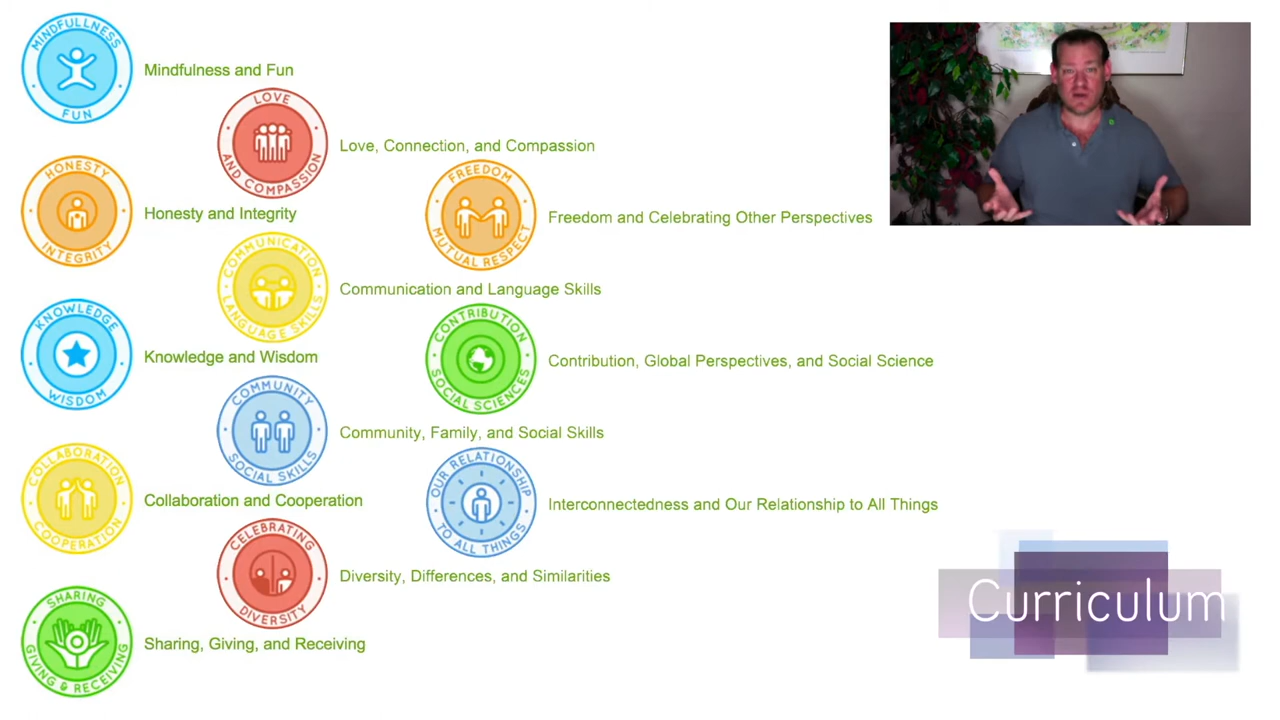 MINDFULLNESS
FUN
Mindfulness and Fun
LOVE
AND COMPASSION
Love, Connection, and Compassion
HONESTY
INTEGRITY
Honesty and Integrity
FREEDOM
MUTUAL RESPECT
Freedom and Celebrating Other Perspectives
COMMUNICATION
LANGUAGE SKILLS
Communication and Language Skills
KNOWLEDGE
WISDOM
Knowledge and Wisdom
CONTRIBUTION
SOCIAL SCIENCES
Contribution, Global Perspectives, and Social Science
COMMUNITY
SOCIAL SKILLS
Community, Family, and Social Skills
COLLABORATION
COOPERATION
Collaboration and Cooperation
OUR RELATIONSHIP
TO ALL THINGS
Interconnectedness and Our Relationship to All Things
CELEBRATING
DIVERSITY
Diversity, Differences, and Similarities
SHARING
GIVING & RECEIVING
Sharing, Giving, and Receiving
Curriculum